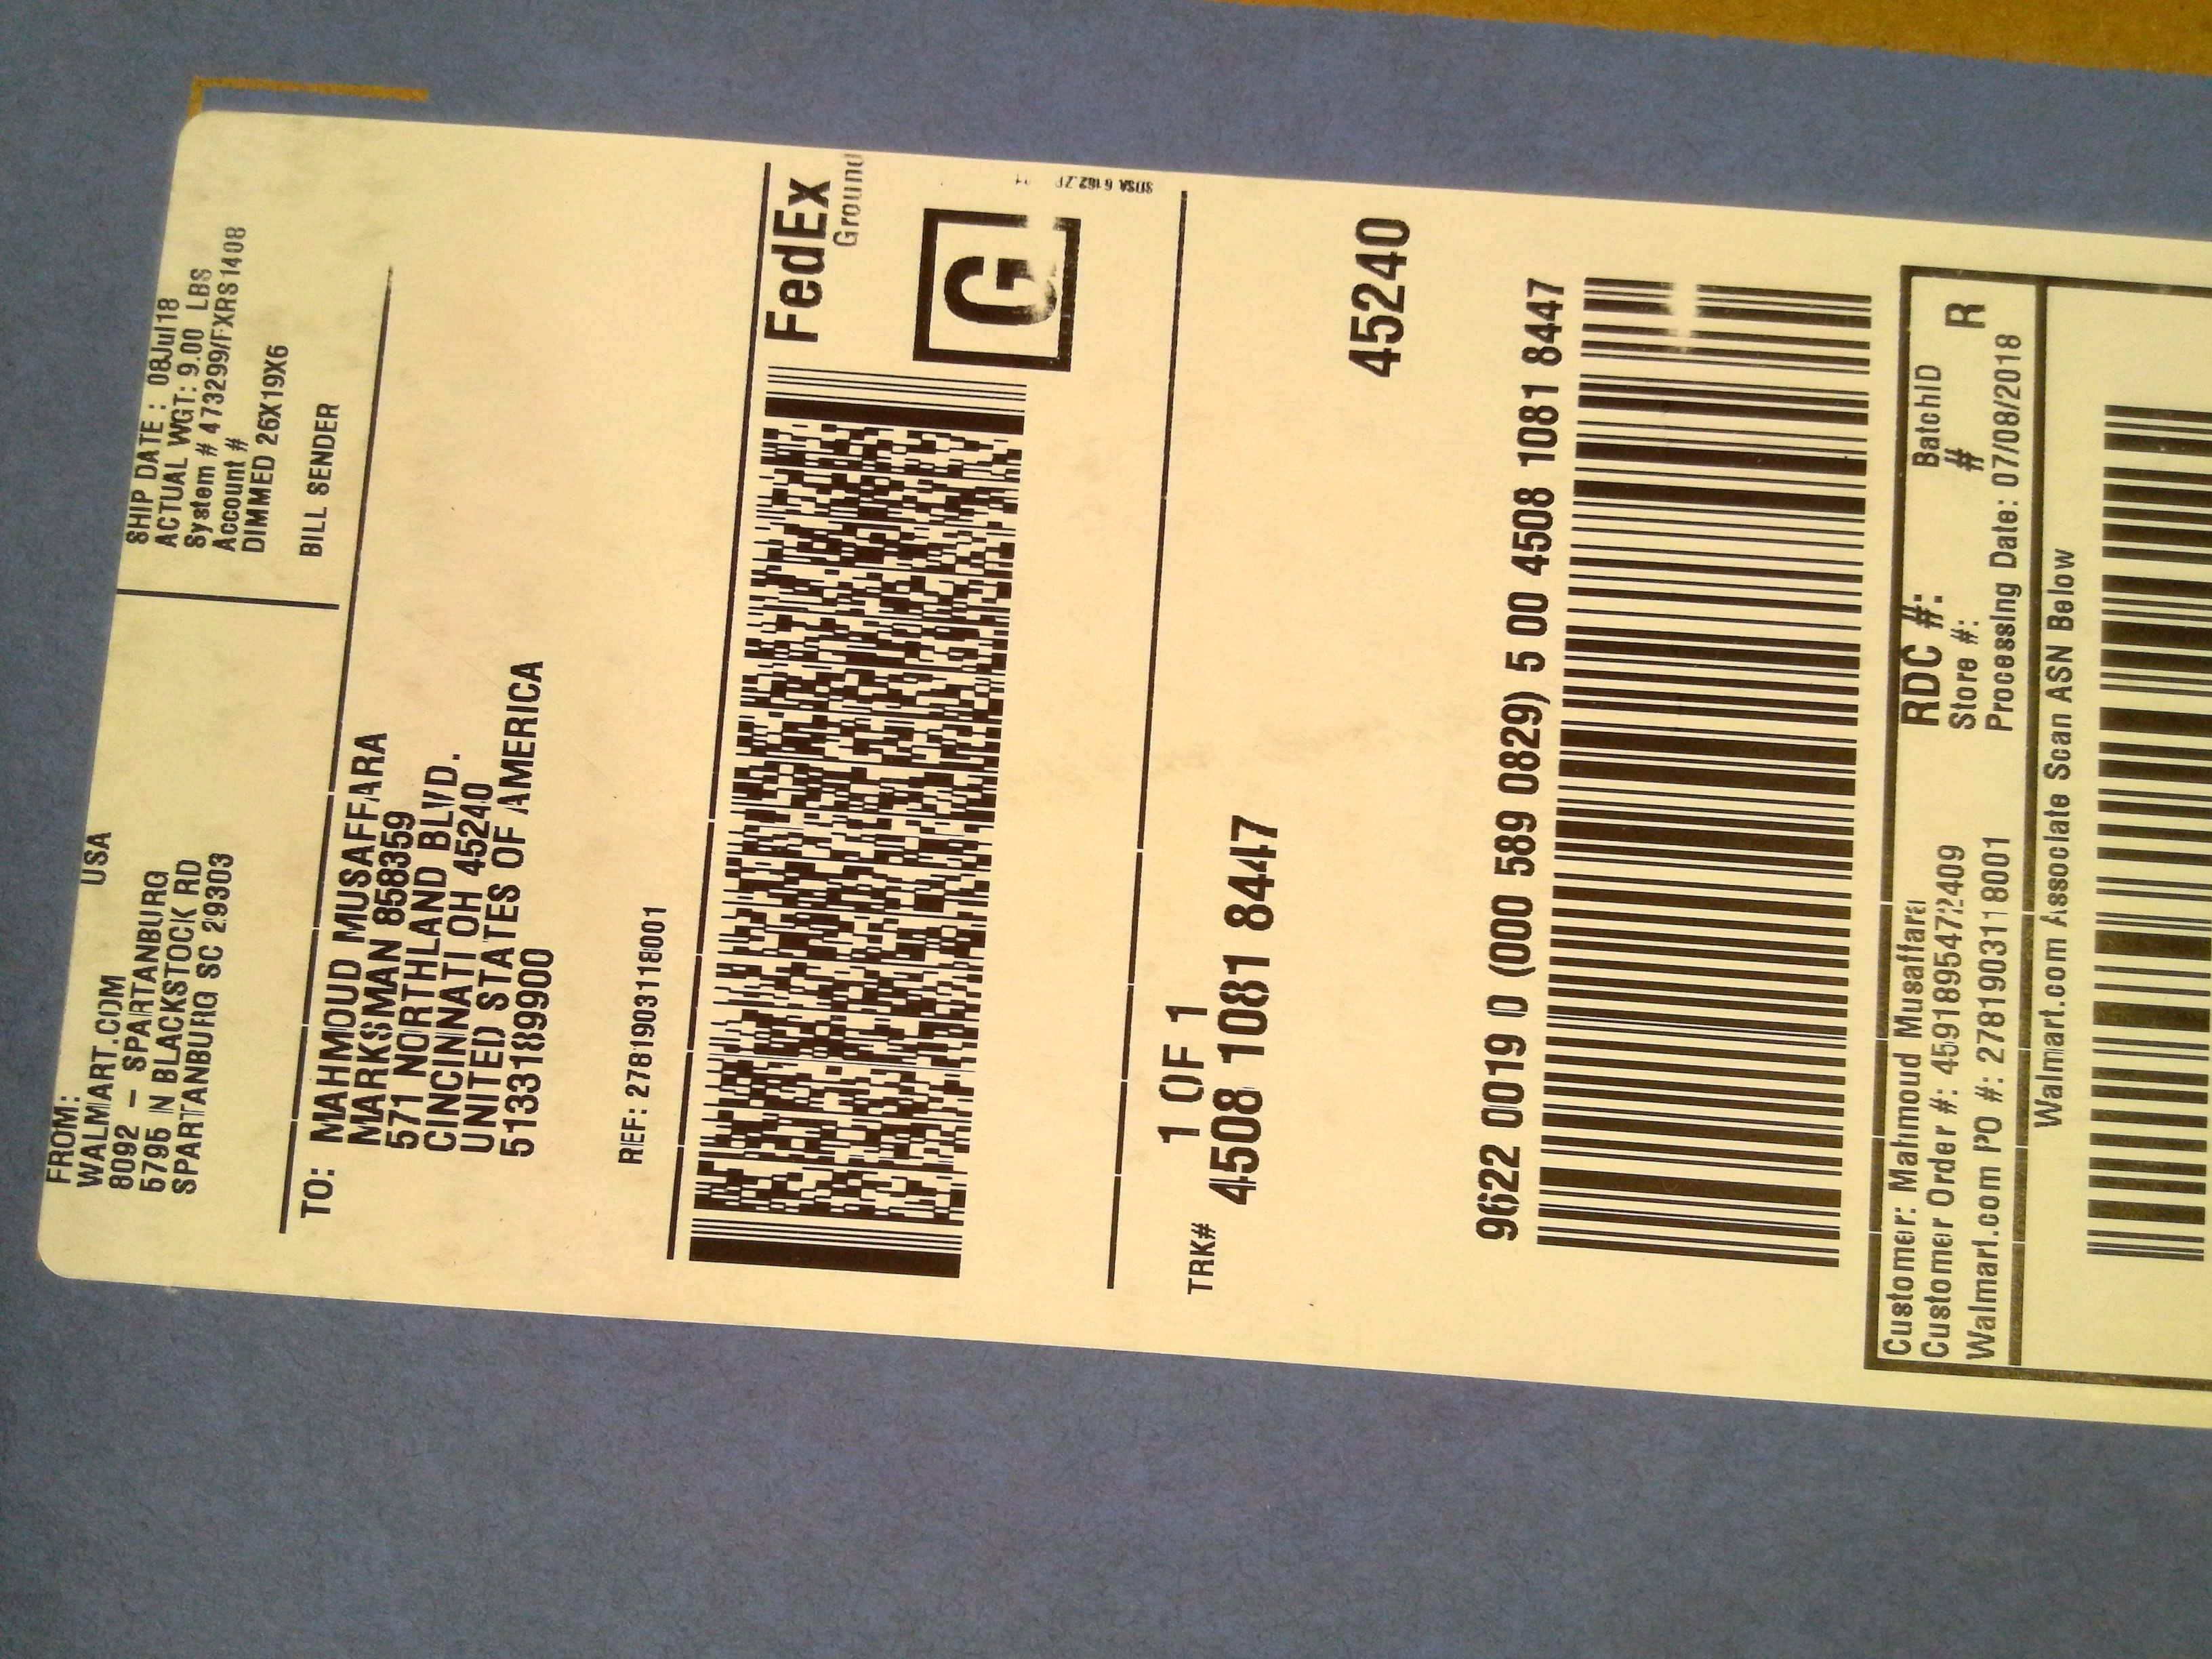 FROM:
WALMART.COM USA
8092 - SPARTANBURG
5795 N BLACKSTOCK RD
SPARTANBURG SC 29303
SHIP DATE: 08Jul18
ACTUAL WGT: 9.00 LBS
System # 473299/FXRS1408
Account #
DIMMED 26X19X6
BILL SENDER
TO: MAHMOUD MUSAFFARA
MARKSMAN 858359
571 NORTHLAND BLVD.
CINCINNATI OH 45240
UNITED STATES OF AMERICA
5133189900
REF: 2781903118001
FedEx
Ground
G
1 OF 1
TRK# 4508 1081 8447
45240
9622 0019 0 (000 589 0829) 5 00 4508 1081 8447
Customer: Mahmoud Musaffara
RDC #: BatchID
Customer Order #: 4591895472409
Store #: # R
Walmart.com PO #: 2781903118001
Processing Date: 07/08/2018
Walmart.com Associate Scan ASN Below